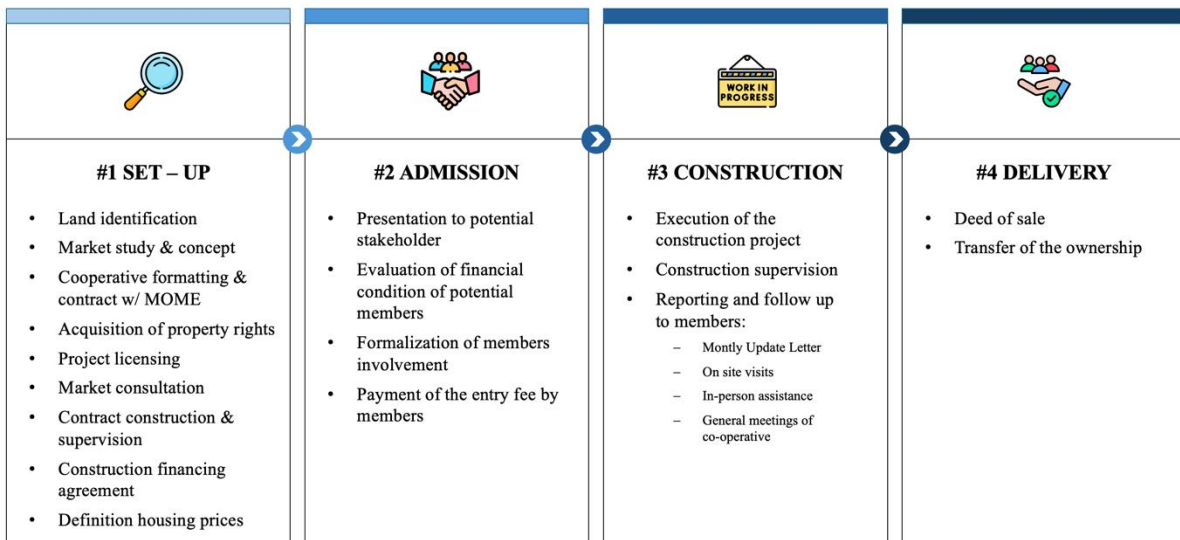 #1 SET – UP
• Land identification
• Market study & concept
• Cooperative formatting &
contract w/ MOME
• Acquisition of property rights
• Project licensing
• Market consultation
• Contract construction &
supervision
• Construction financing
agreement
• Definition housing prices
#2 ADMISSION
• Presentation to potential
stakeholder
• Evaluation of financial
condition of potential
members
• Formalization of members
involvement
• Payment of the entry fee by
members
WORK IN
PROGRESS
#3 CONSTRUCTION
• Execution of the
construction project
• Construction supervision
• Reporting and follow up
to members:
– Montly Update Letter
– On site visits
– In-person assistance
– General meetings of
co-operative
#4 DELIVERY
• Deed of sale
• Transfer of the ownership